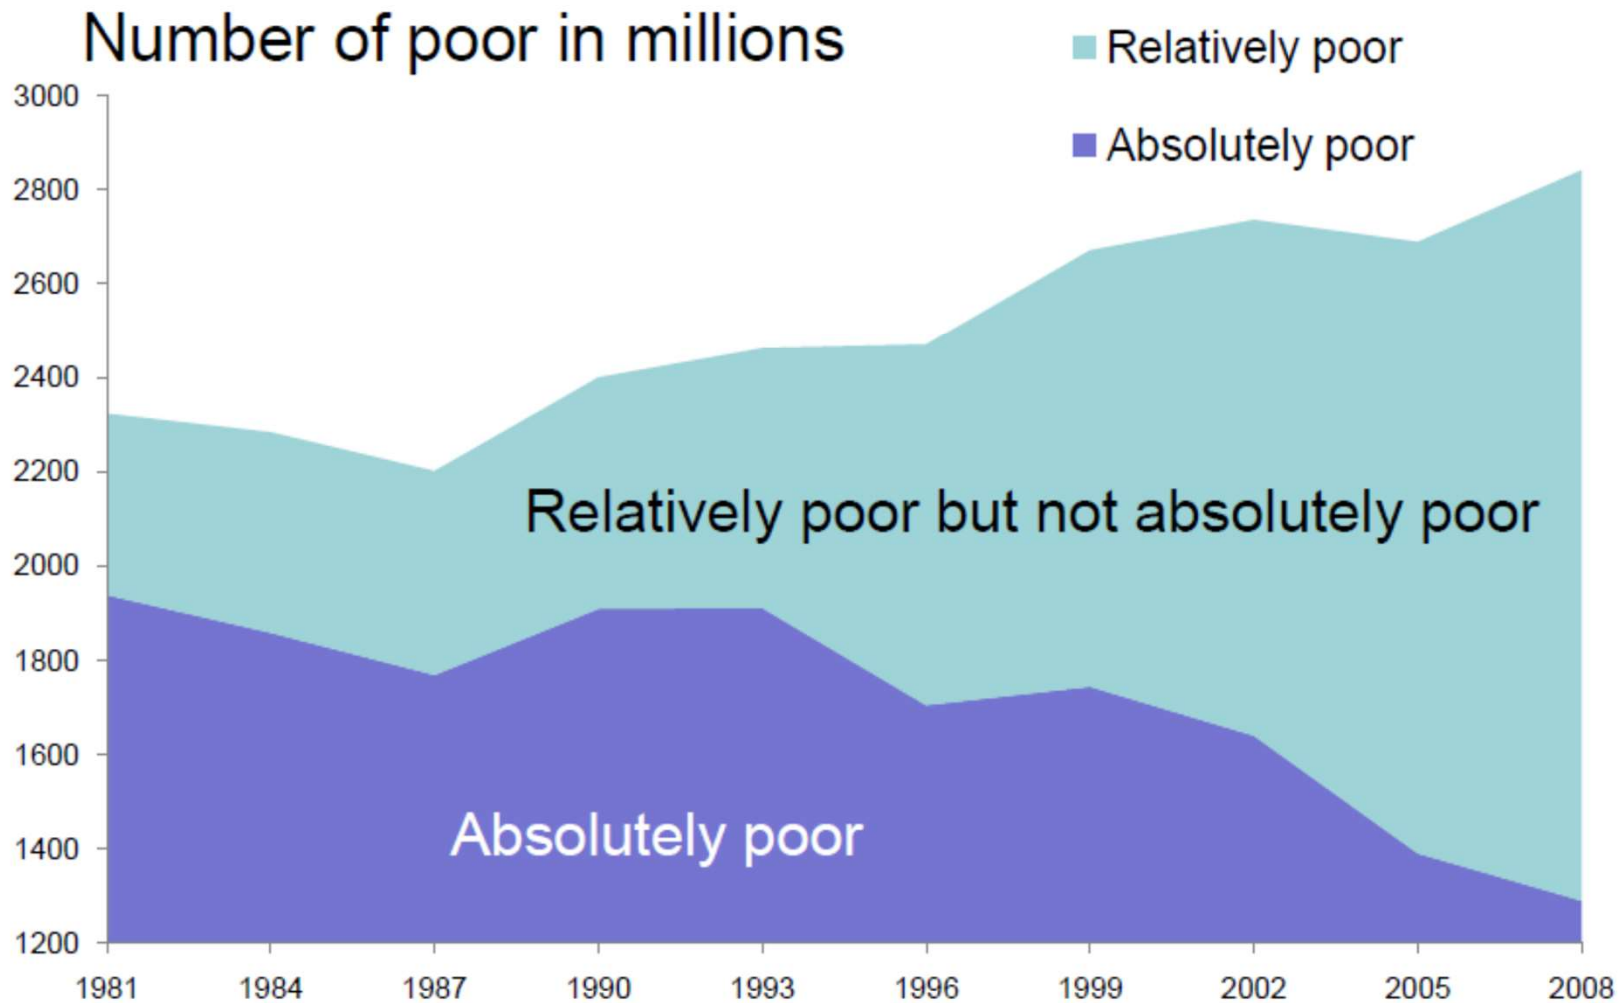 Number of poor in millions
Relatively poor
Absolutely poor
3000
2800
2600
2400
2200
2000
1800
1600
1400
1200
Relatively poor but not absolutely poor
Absolutely poor
1981 1984 1987 1990 1993 1996 1999 2002 2005 2008